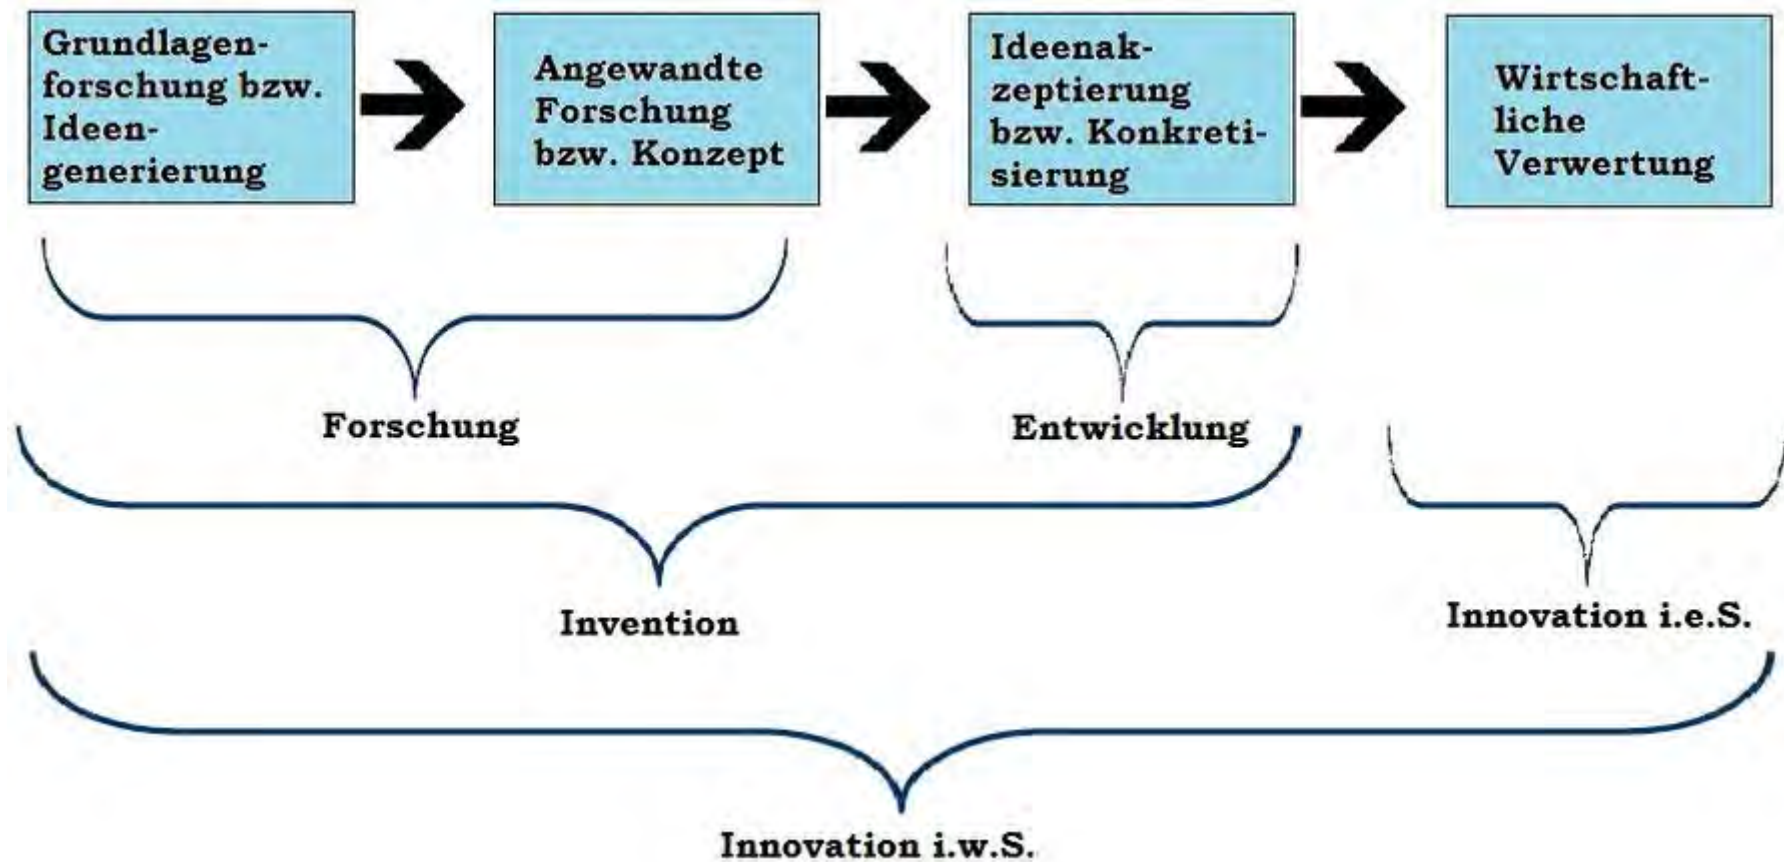 Grundlagen-
forschung bzw.
Ideen-
generierung
Angewandte
Forschung
bzw. Konzept
Ideenak-
zeptierung
bzw. Konkreti-
sierung
Wirtschaft-
liche
Verwertung
Forschung
Entwicklung
Invention
Innovation i.e.S.
Innovation i.w.S.